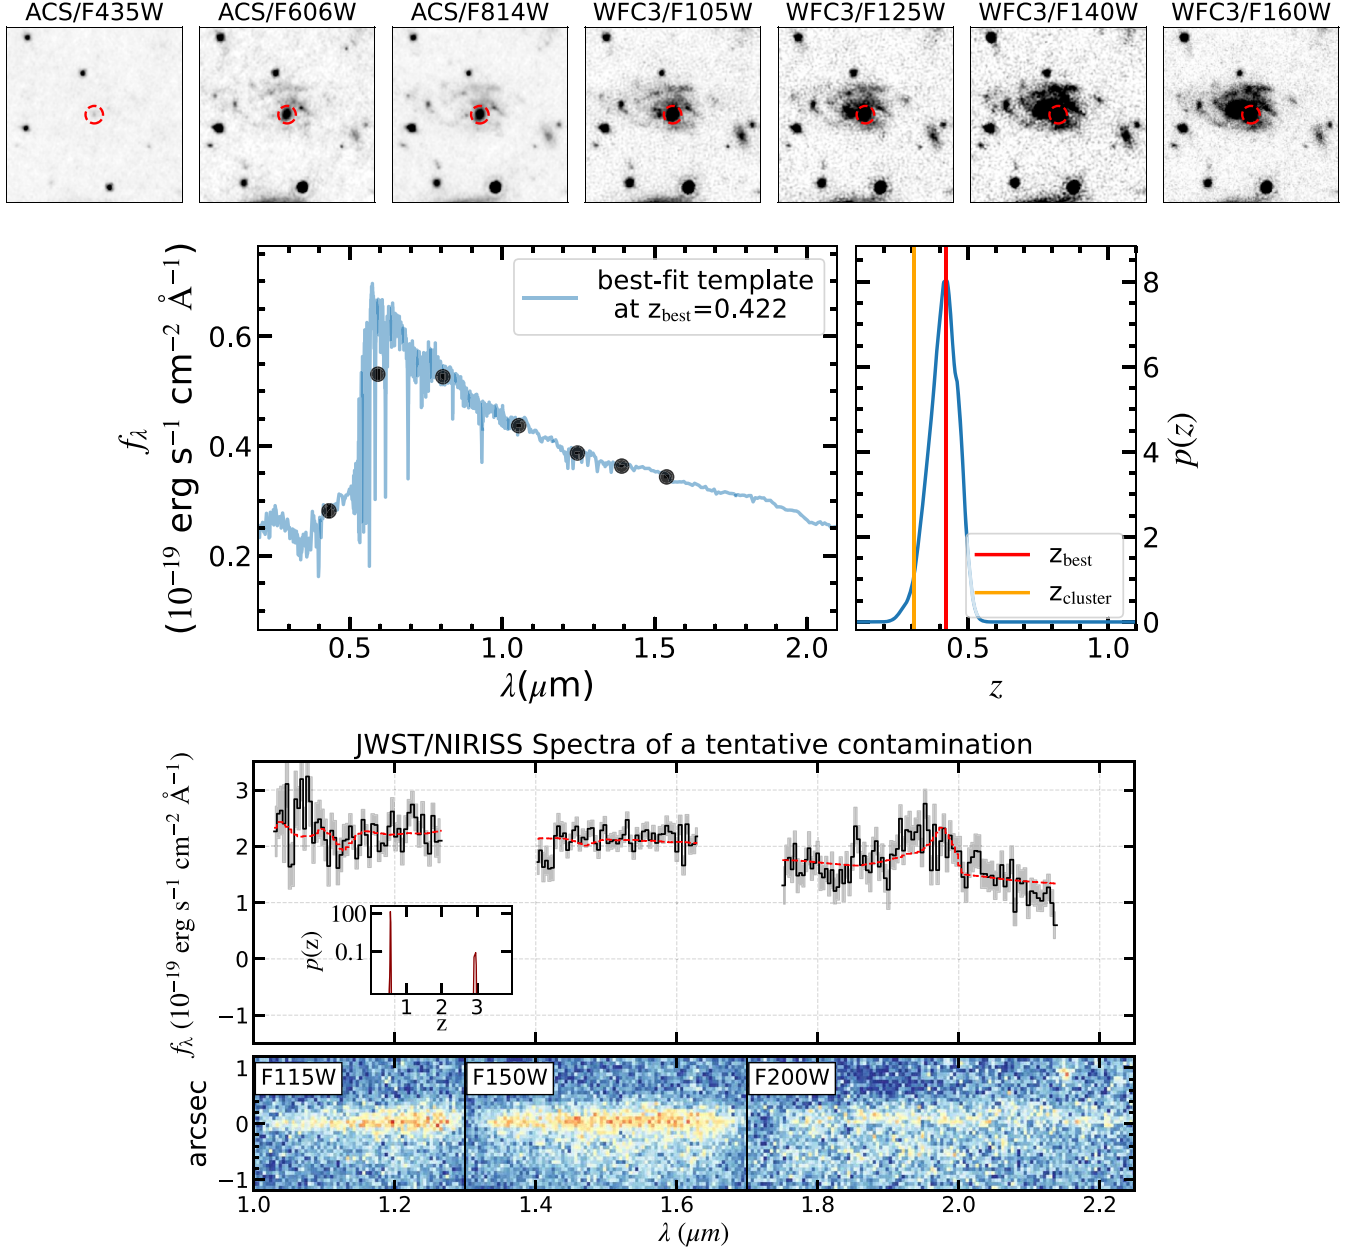 ACS/F435W ACS/F606W ACS/F814W WFC3/F105W WFC3/F125W WFC3/F140W WFC3/F160W
fλ
(10⁻¹⁹ erg s⁻¹ cm⁻² Å⁻¹)
0.6
0.4
0.2
best-fit template
at z_best=0.422
0.5 1.0 1.5 2.0
λ(μm)
8
6
4
2
0
p(z)
z_best
z_cluster
0.5 1.0
z
JWST/NIRISS Spectra of a tentative contamination
fλ (10⁻¹⁹ erg s⁻¹ cm⁻² Å⁻¹)
3
2
1
0
−1
p(z)
100
0.1
1 2 3
z
arcsec
1
0
−1
F115W F150W F200W
1.0 1.2 1.4 1.6 1.8 2.0 2.2
λ (μm)